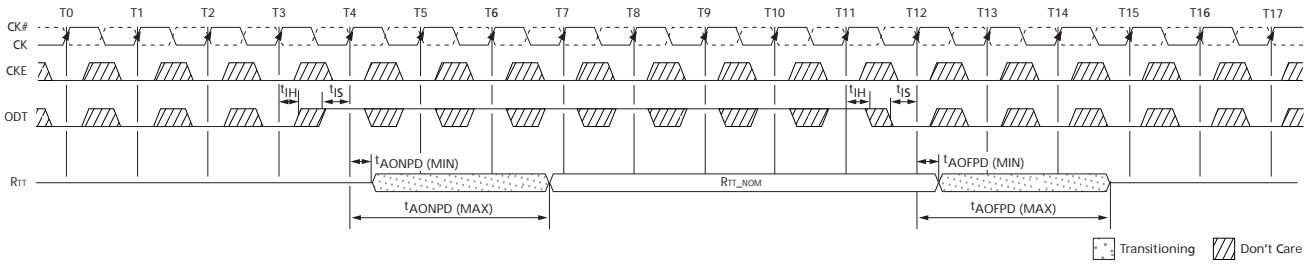 T0 T1 T2 T3 T4 T5 T6 T7 T8 T9 T10 T11 T12 T13 T14 T15 T16 T17
CK#
CK
CKE
tIH tIS tIH tIS
ODT
tAONPD (MIN) tAOFPD (MIN)
RTT RTT_NOM
tAONPD (MAX) tAOFPD (MAX)
Transitioning Don't Care